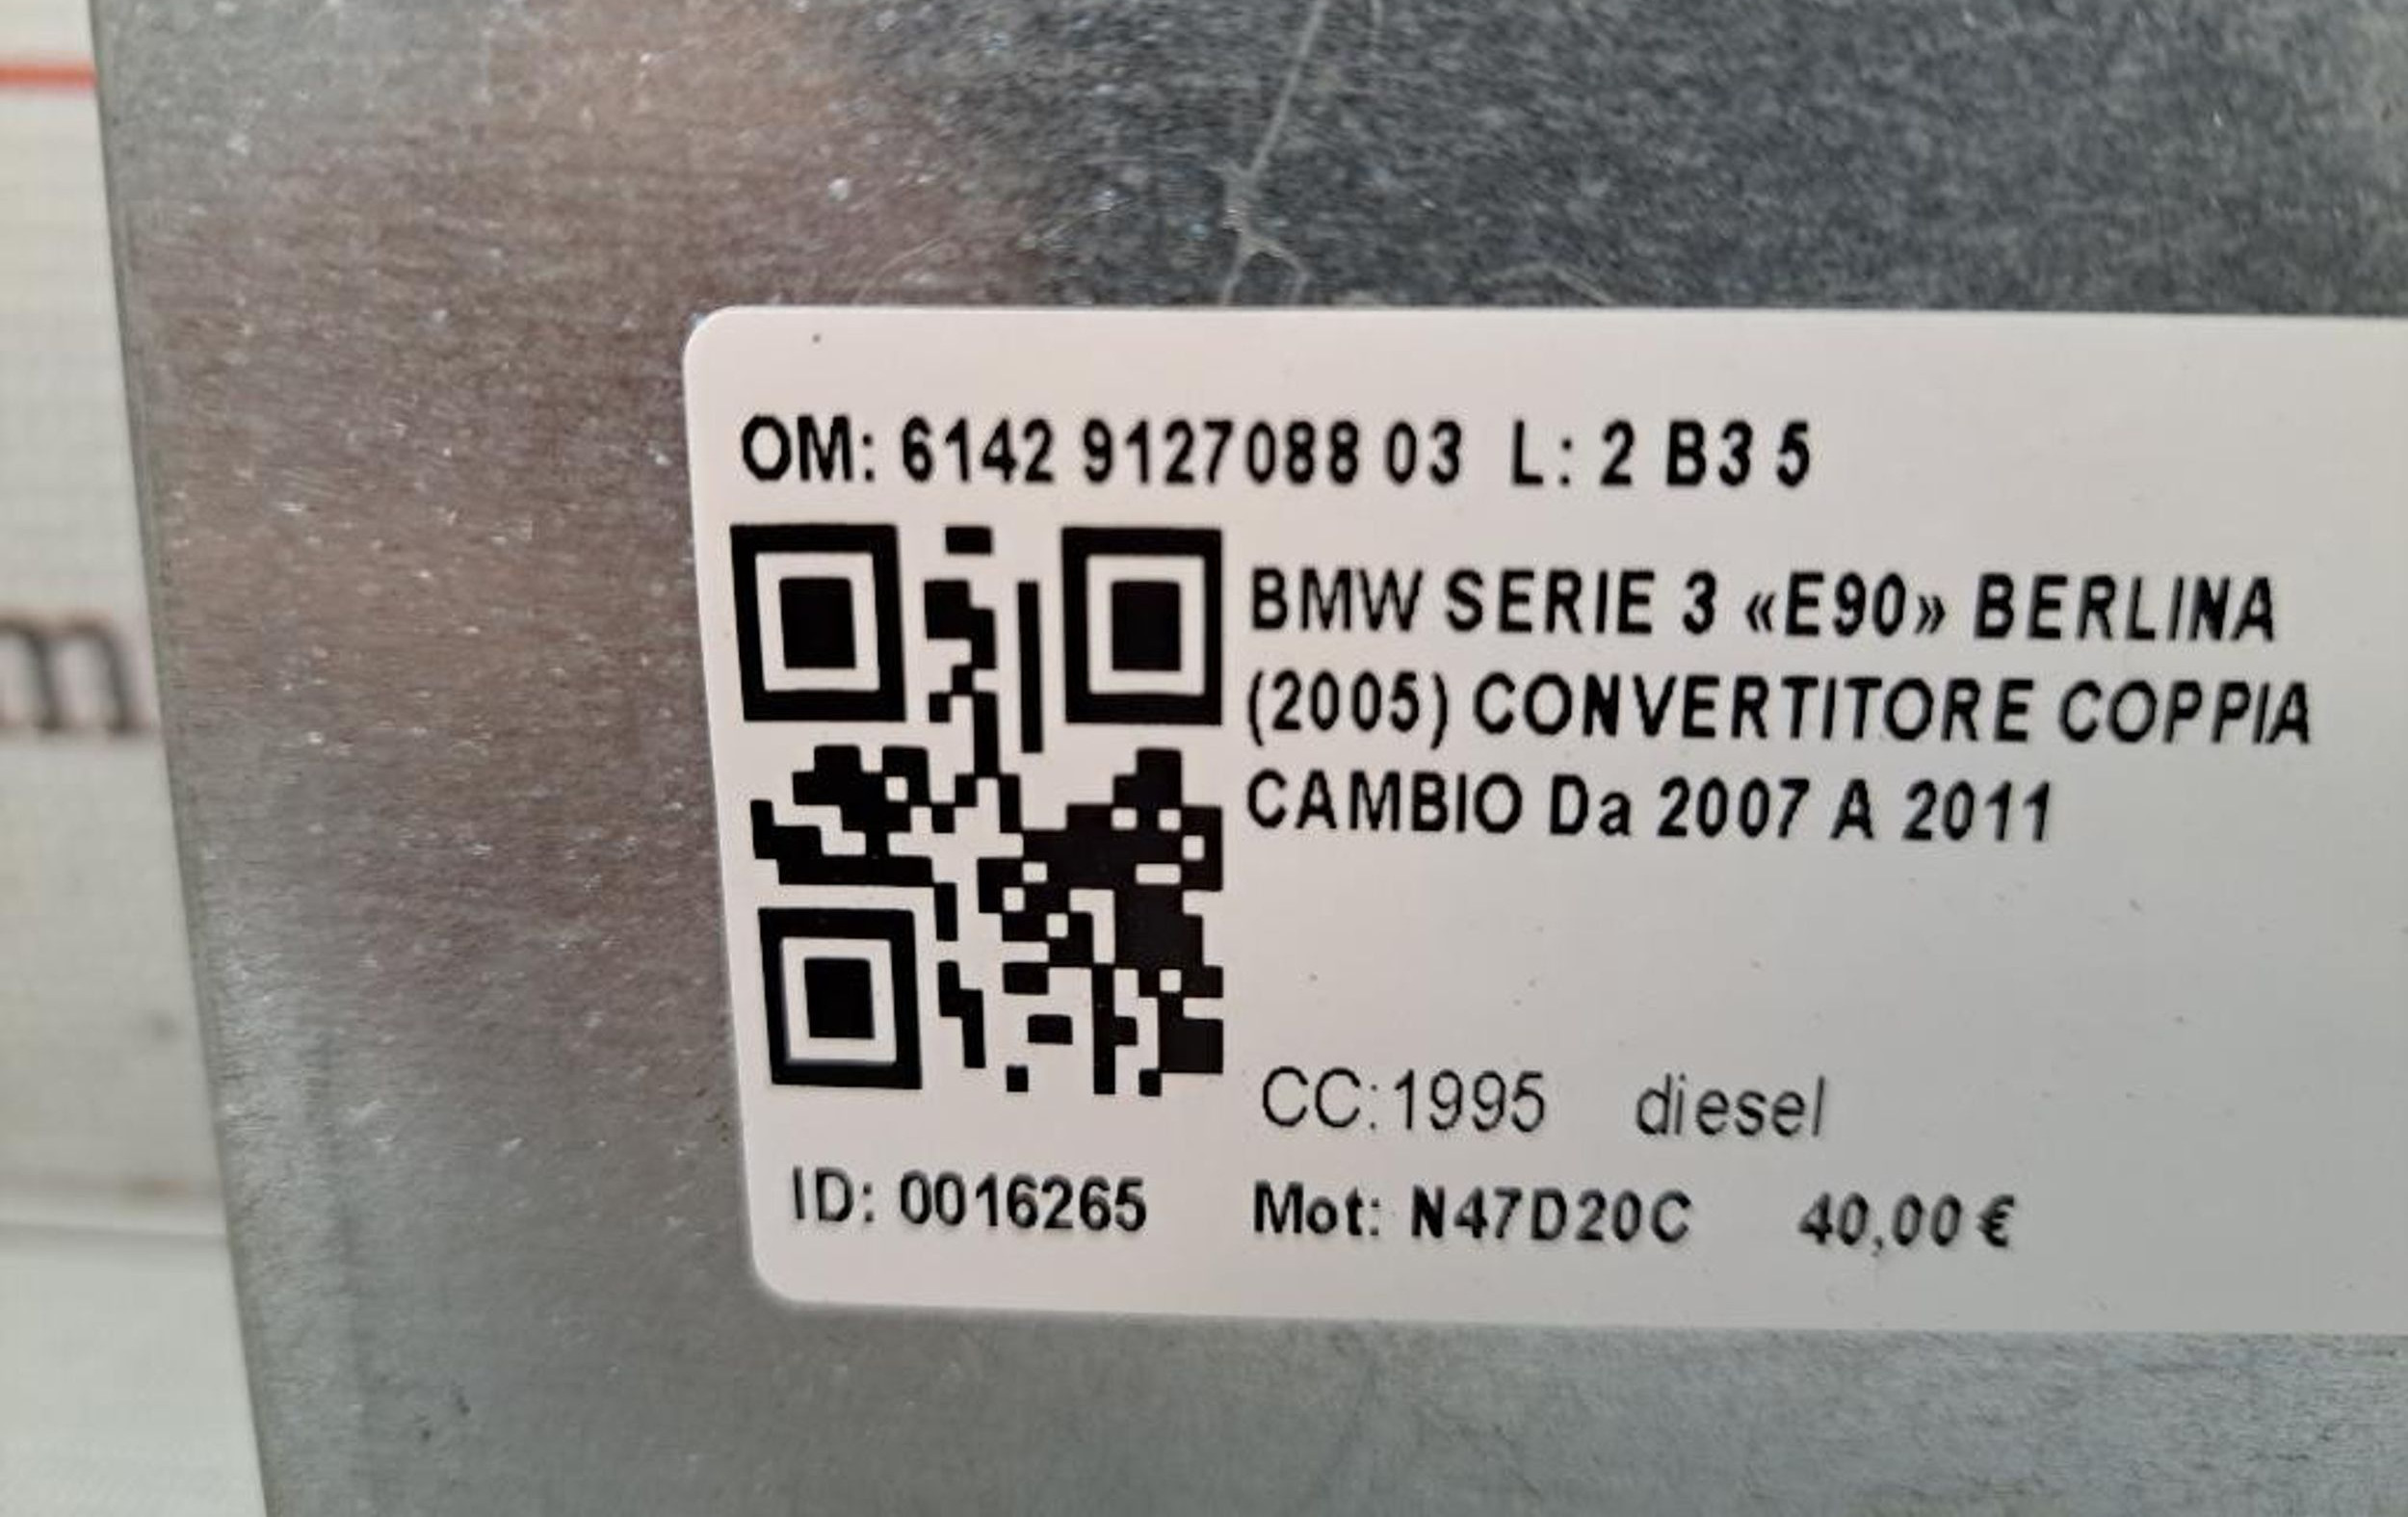 OM: 6142 9127088 03 L: 2 B3 5
BMW SERIE 3 «E90» BERLINA
(2005) CONVERTITORE COPPIA
CAMBIO Da 2007 A 2011
CC:1995 diesel
ID: 0016265 Mot: N47D20C 40,00 €
m